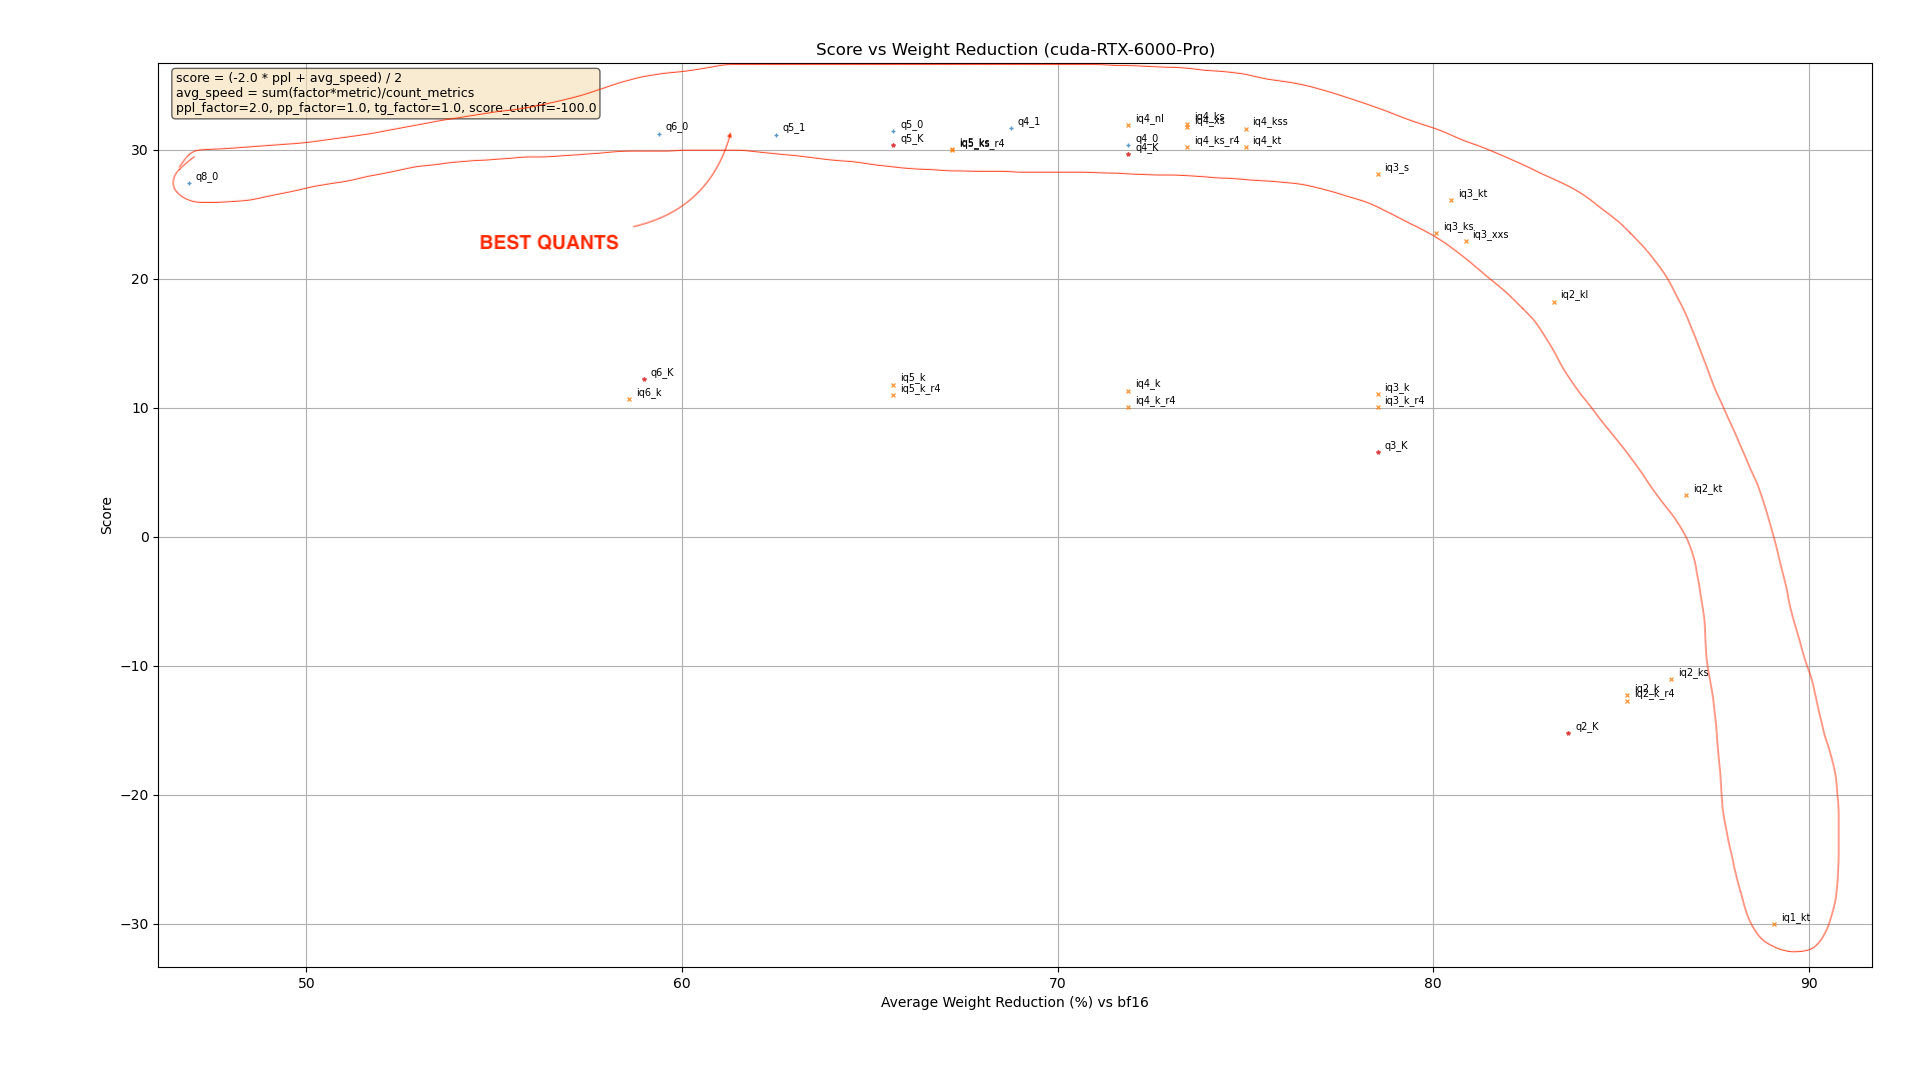 Score vs Weight Reduction (cuda-RTX-6000-Pro)
score = (-2.0 * ppl + avg_speed) / 2
avg_speed = sum(factor*metric)/count_metrics
ppl_factor=2.0, pp_factor=1.0, tg_factor=1.0, score_cutoff=-100.0
q8_0
q6_0
q5_1
q5_0
q5_K
q4_1
iq5_ks
iq5_ks_r4
iq4_nl
q4_0
q4_K
iq4_ks
iq4_xs
iq4_ks_r4
iq4_kss
iq4_kt
iq3_s
iq3_kt
iq3_ks
iq3_xxs
BEST QUANTS
iq2_kl
q6_K
iq6_k
iq5_k
iq5_k_r4
iq4_k
iq4_k_r4
iq3_k
iq3_k_r4
q3_K
iq2_kt
iq2_ks
iq2_k
iq2_k_r4
q2_K
iq1_kt
30
20
10
0
−10
−20
−30
Score
50
60
70
80
90
Average Weight Reduction (%) vs bf16